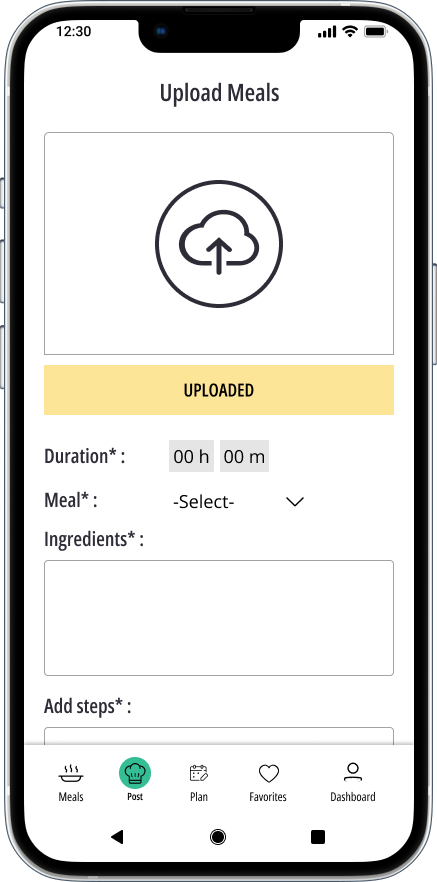 12:30
Upload Meals
UPLOADED
Duration* : 00 h 00 m
Meal* : -Select-
Ingredients* :
Add steps* :
Meals Post Plan Favorites Dashboard